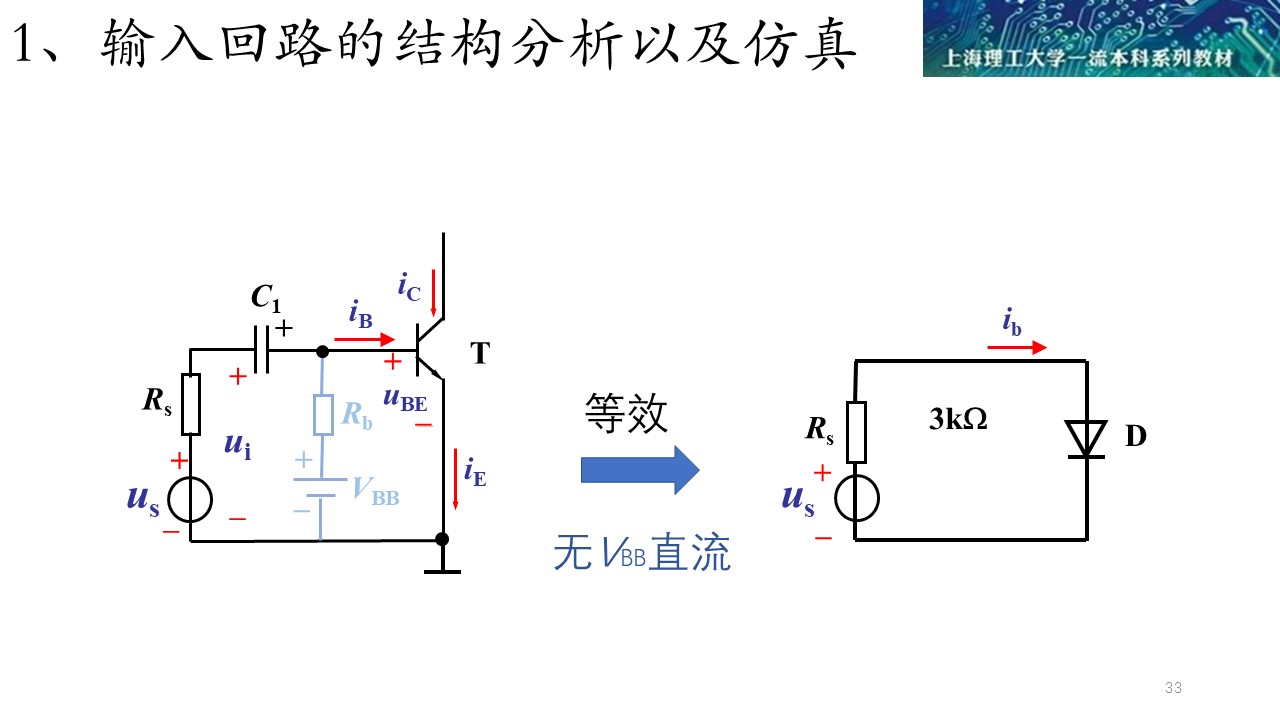 1、输入回路的结构分析以及仿真
上海理工大学一流本科系列教材
C1
+
iB
iC
T
+
Rs
+
ui
−
+
us
−
Rb
+
VBB
−
uBE
−
iE
等效
无VBB直流
ib
Rs
3kΩ
D
+
us
−
33